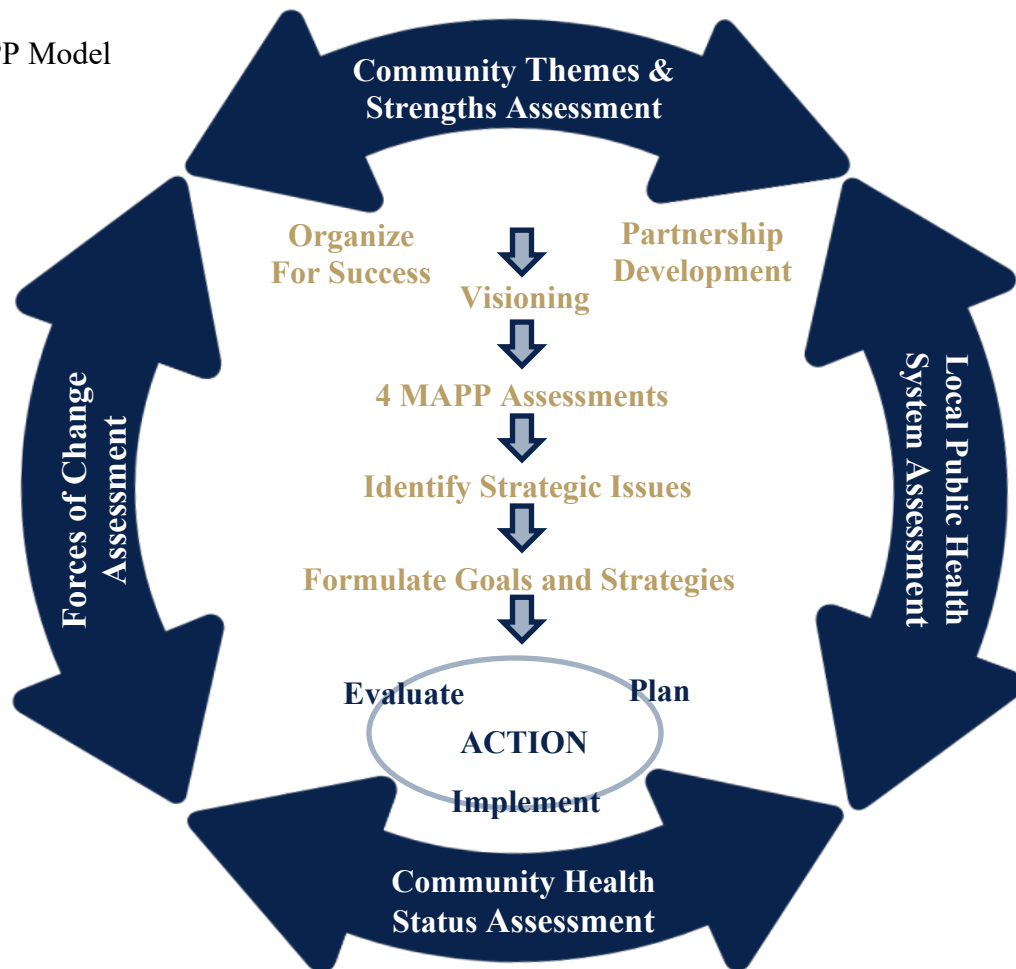 PP Model
Community Themes &
Strengths Assessment
Organize
For Success
Partnership
Development
Visioning
4 MAPP Assessments
Identify Strategic Issues
Formulate Goals and Strategies
Evaluate
Plan
ACTION
Implement
Forces of Change
Assessment
Local Public Health
System Assessment
Community Health
Status Assessment